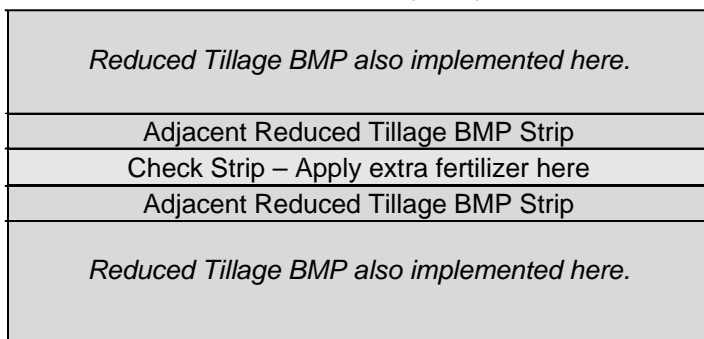 Reduced Tillage BMP also implemented here.
Adjacent Reduced Tillage BMP Strip
Check Strip – Apply extra fertilizer here
Adjacent Reduced Tillage BMP Strip
Reduced Tillage BMP also implemented here.